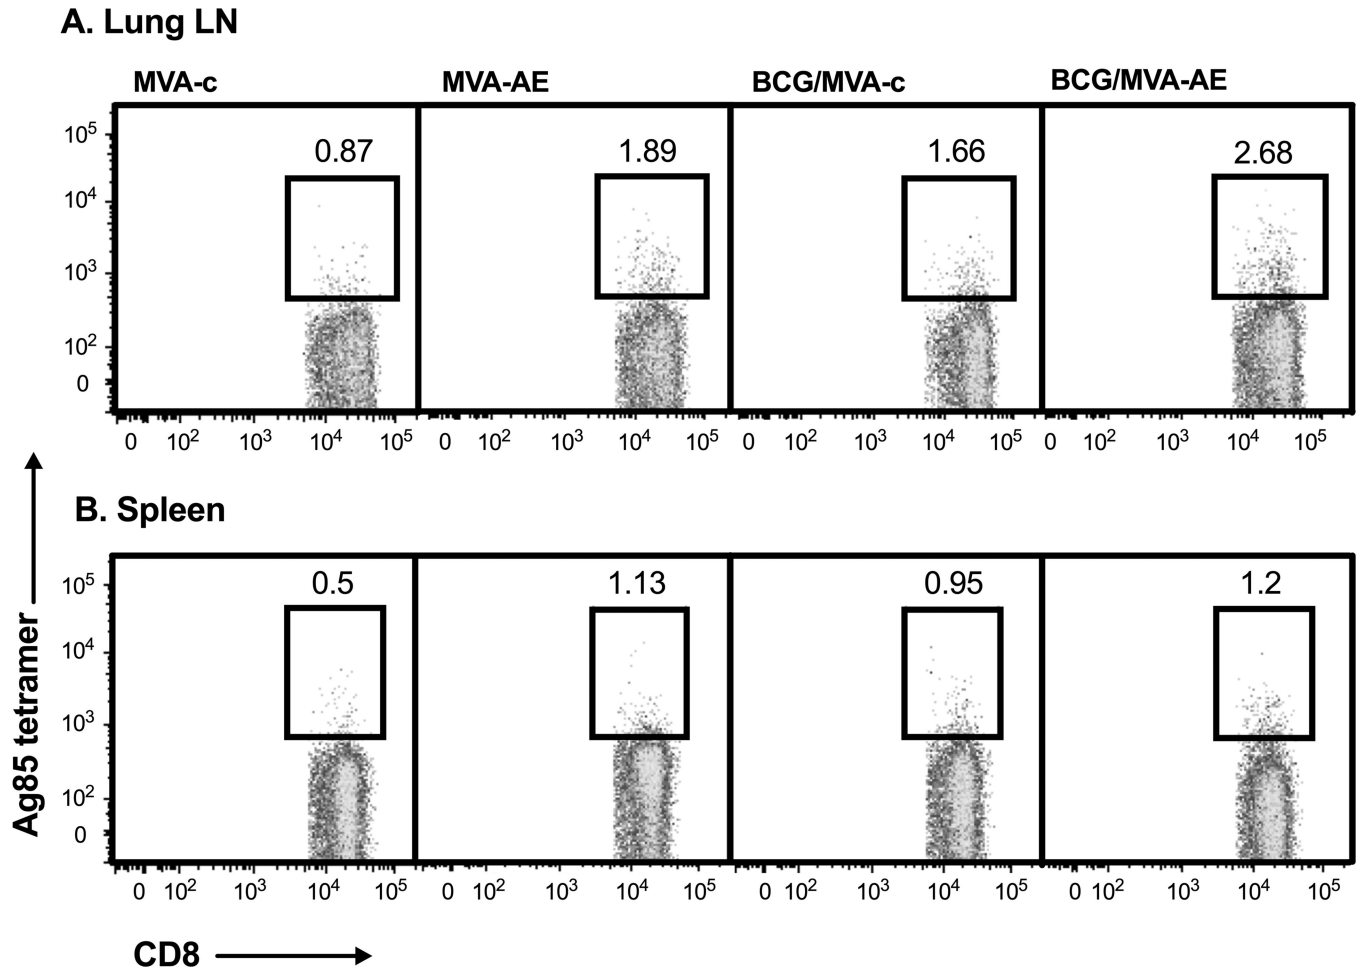 A. Lung LN
MVA-c MVA-AE BCG/MVA-c BCG/MVA-AE
0.87 1.89 1.66 2.68
10⁵
10⁴
10³
10²
0
0 10² 10³ 10⁴ 10⁵ 0 10² 10³ 10⁴ 10⁵ 0 10² 10³ 10⁴ 10⁵ 0 10² 10³ 10⁴ 10⁵
B. Spleen
0.5 1.13 0.95 1.2
10⁵
10⁴
10³
10²
0
0 10² 10³ 10⁴ 10⁵ 0 10² 10³ 10⁴ 10⁵ 0 10² 10³ 10⁴ 10⁵ 0 10² 10³ 10⁴ 10⁵
Ag85 tetramer
CD8